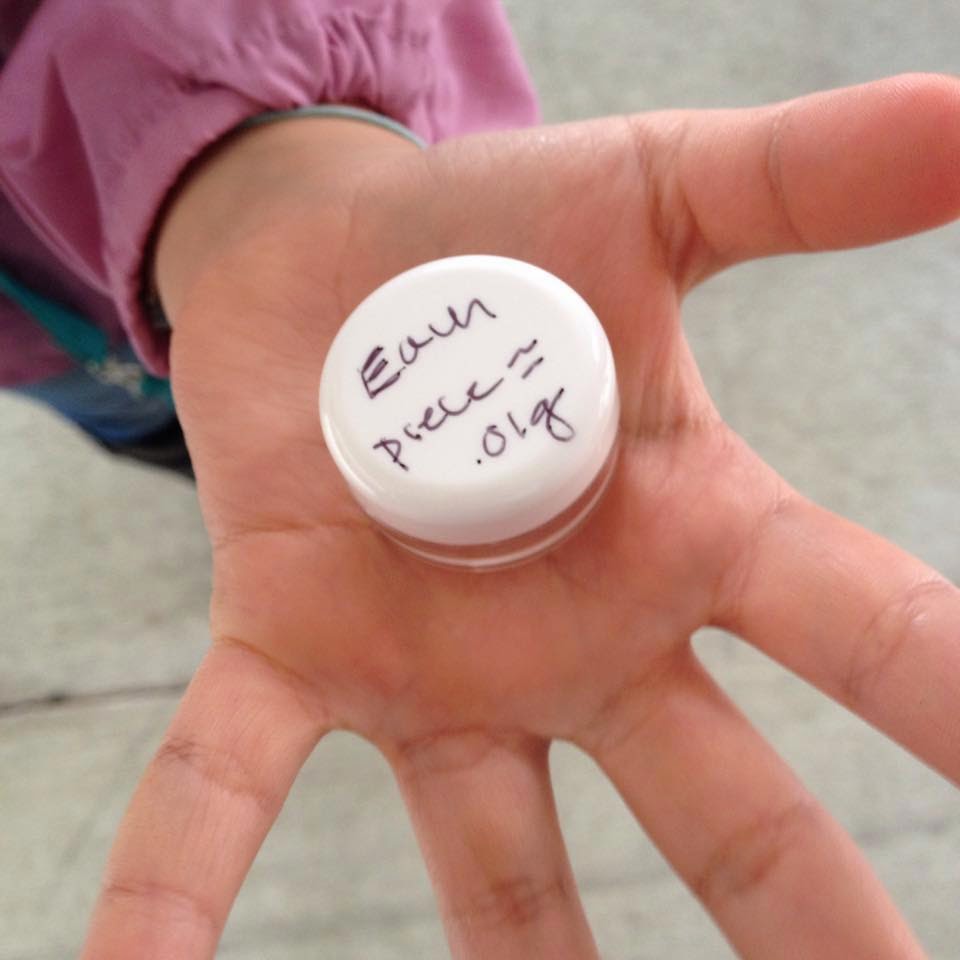 Each
piece ≈
.01g